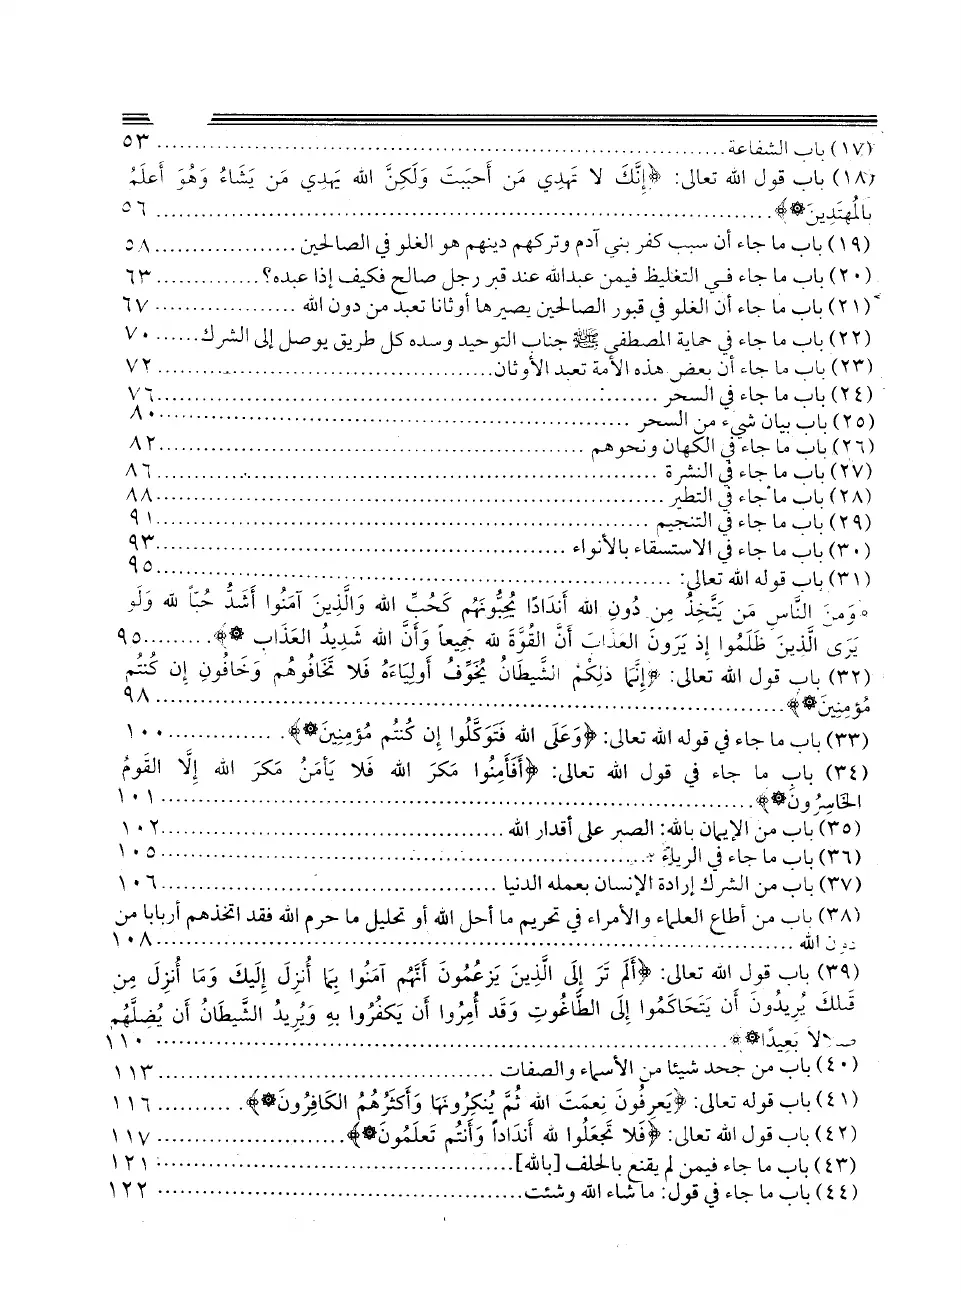 (١٧) باب الشفاعة ........ ٥٣
(١٨) باب قول الله تعالى: ﴿إِنَّكَ لا تَهدِي مَن أَحبَبتَ وَلَكِنَّ الله يَهدِي مَن يَشَاءُ وَهُوَ أَعلَمُ
بِالمُهتَدِينَ۞﴾. ........ ٥٦
(١٩) باب ما جاء أن سبب كفر بني آدم وتركهم دينهم هو الغلو في الصالحين ........ ٥٨
(٢٠) باب ما جاء فـي التغليظ فيمن عبدالله عند قبر رجل صالح فكيف إذا عبده؟ ........ ٦٣
(٢١) باب ما جاء أن الغلو في قبور الصالحين يصيرها أوثانا تعبد من دون الله ........ ٦٧
(٢٢) باب ما جاء في حماية المصطفى ﷺ جناب التوحيد وسده كل طريق يوصل إلى الشرك ........ ٧٠
(٢٣) باب ما جاء أن بعض هذه الأمة تعبد الأوثان ........ ٧٢
(٢٤) باب ما جاء في السحر ........ ٧٦
(٢٥) باب بيان شيء من السحر ........ ٨٠
(٢٦) باب ما جاء في الكهان ونحوهم ........ ٨٢
(٢٧) باب ما جاء في النشرة ........ ٨٦
(٢٨) باب ما جاء في التطير ........ ٨٨
(٢٩) باب ما جاء في التنجيم ........ ٩١
(٣٠) باب ما جاء في الاستسقاء بالأنواء ........ ٩٣
(٣١) باب قوله الله تعالى: ........ ٩٥
﴿وَمِنَ النَّاسِ مَن يَتَّخِذُ مِن دُونِ الله أَندَادًا يُحِبُّونَهُم كَحُبِّ الله وَالَّذِينَ آمَنُوا أَشَدُّ حُبّاً لله وَلَو
يَرَى الَّذِينَ ظَلَمُوا إِذ يَرَونَ العَذَابَ أَنَّ القُوَّةَ لله جَمِيعاً وَأَنَّ الله شَدِيدُ العَذَابِ ۞﴾. ........ ٩٥
(٣٢) باب قول الله تعالى: ﴿إِنَّمَا ذلِكُمُ الشَّيطَانُ يُخَوِّفُ أَولِيَاءَهُ فَلا تَخَافُوهُم وَخَافُونِ إِن كُنتُم
مُؤمِنِينَ۞﴾. ........ ٩٨
(٣٣) باب ما جاء في قوله الله تعالى: ﴿وَعَلَى الله فَتَوَكَّلُوا إِن كُنتُم مُؤمِنِينَ۞﴾. ........ ١٠٠
(٣٤) باب ما جاء في قول الله تعالى: ﴿أَفَأَمِنُوا مَكرَ الله فَلا يَأمَنُ مَكرَ الله إِلَّا القَومُ
الخَاسِرُونَ۞﴾. ........ ١٠١
(٣٥) باب من الإيمان بالله: الصبر على أقدار الله ........ ١٠٢
(٣٦) باب ما جاء في الرياء ........ ١٠٥
(٣٧) باب من الشرك إرادة الإنسان بعمله الدنيا ........ ١٠٦
(٣٨) باب من أطاع العلماء والأمراء في تحريم ما أحل الله أو تحليل ما حرم الله فقد اتخذهم أربابا من
دون الله ........ ١٠٨
(٣٩) باب قول الله تعالى: ﴿أَلَم تَرَ إِلَى الَّذِينَ يَزعُمُونَ أَنَّهُم آمَنُوا بِمَا أُنزِلَ إِلَيكَ وَمَا أُنزِلَ مِن
قَبلِكَ يُرِيدُونَ أَن يَتَحَاكَمُوا إِلَى الطَّاغُوتِ وَقَد أُمِرُوا أَن يَكفُرُوا بِهِ وَيُرِيدُ الشَّيطَانُ أَن يُضِلَّهُم
ضلالاً بَعِيدًا۞﴾ ........ ١١٠
(٤٠) باب من جحد شيئا من الأسماء والصفات ........ ١١٣
(٤١) باب قوله تعالى: ﴿يَعرِفُونَ نِعمَتَ الله ثُمَّ يُنكِرُونَهَا وَأَكثَرُهُمُ الكَافِرُونَ۞﴾. ........ ١١٦
(٤٢) باب قول الله تعالى: ﴿فَلا تَجعَلُوا لله أَندَاداً وَأَنتُم تَعلَمُونَ۞﴾. ........ ١١٧
(٤٣) باب ما جاء فيمن لم يقنع بالحلف [بالله] ........ ١٢١
(٤٤) باب ما جاء في قول: ما شاء الله وشئت ........ ١٢٢